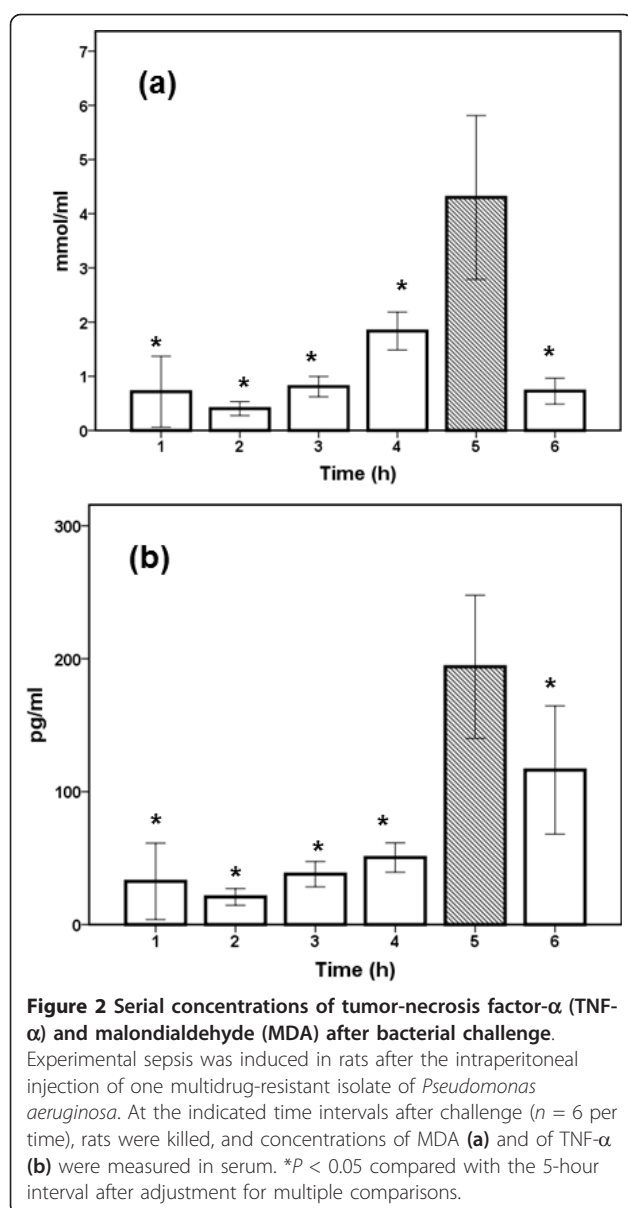 (a)
mmol/ml
7
6
5
4
3
2
1
0
*
*
*
*
*
1 2 3 4 5 6
Time (h)
(b)
pg/ml
300
200
100
0
*
*
*
*
*
1 2 3 4 5 6
Time (h)
Figure 2 Serial concentrations of tumor-necrosis factor-α (TNF-
α) and malondialdehyde (MDA) after bacterial challenge.
Experimental sepsis was induced in rats after the intraperitoneal
injection of one multidrug-resistant isolate of Pseudomonas
aeruginosa. At the indicated time intervals after challenge (n = 6 per
time), rats were killed, and concentrations of MDA (a) and of TNF-α
(b) were measured in serum. *P < 0.05 compared with the 5-hour
interval after adjustment for multiple comparisons.